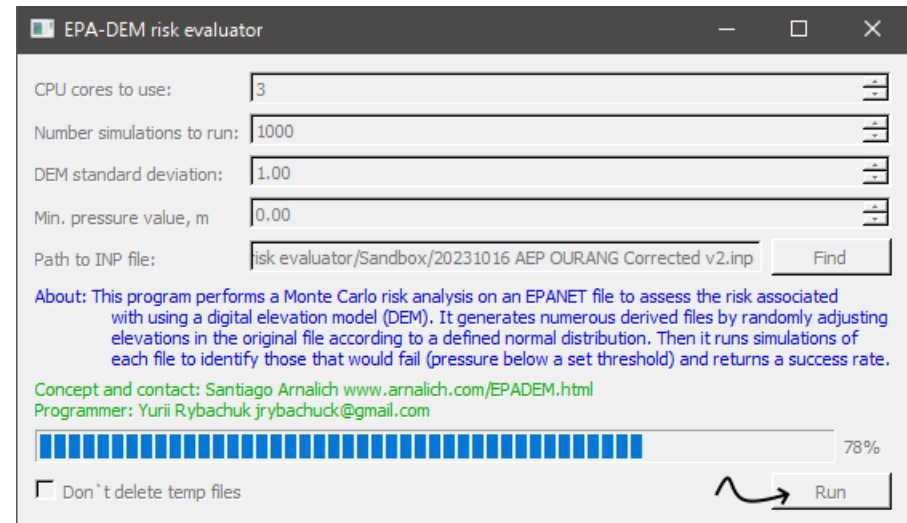 EPA-DEM risk evaluator
CPU cores to use: 3
Number simulations to run: 1000
DEM standard deviation: 1.00
Min. pressure value, m 0.00
Path to INP file: risk evaluator/Sandbox/20231016 AEP OURANG Corrected v2.inp Find
About: This program performs a Monte Carlo risk analysis on an EPANET file to assess the risk associated
with using a digital elevation model (DEM). It generates numerous derived files by randomly adjusting
elevations in the original file according to a defined normal distribution. Then it runs simulations of
each file to identify those that would fail (pressure below a set threshold) and returns a success rate.
Concept and contact: Santiago Arnalich www.arnalich.com/EPADEM.html
Programmer: Yurii Rybachuk jrybachuck@gmail.com
78%
Don`t delete temp files Run